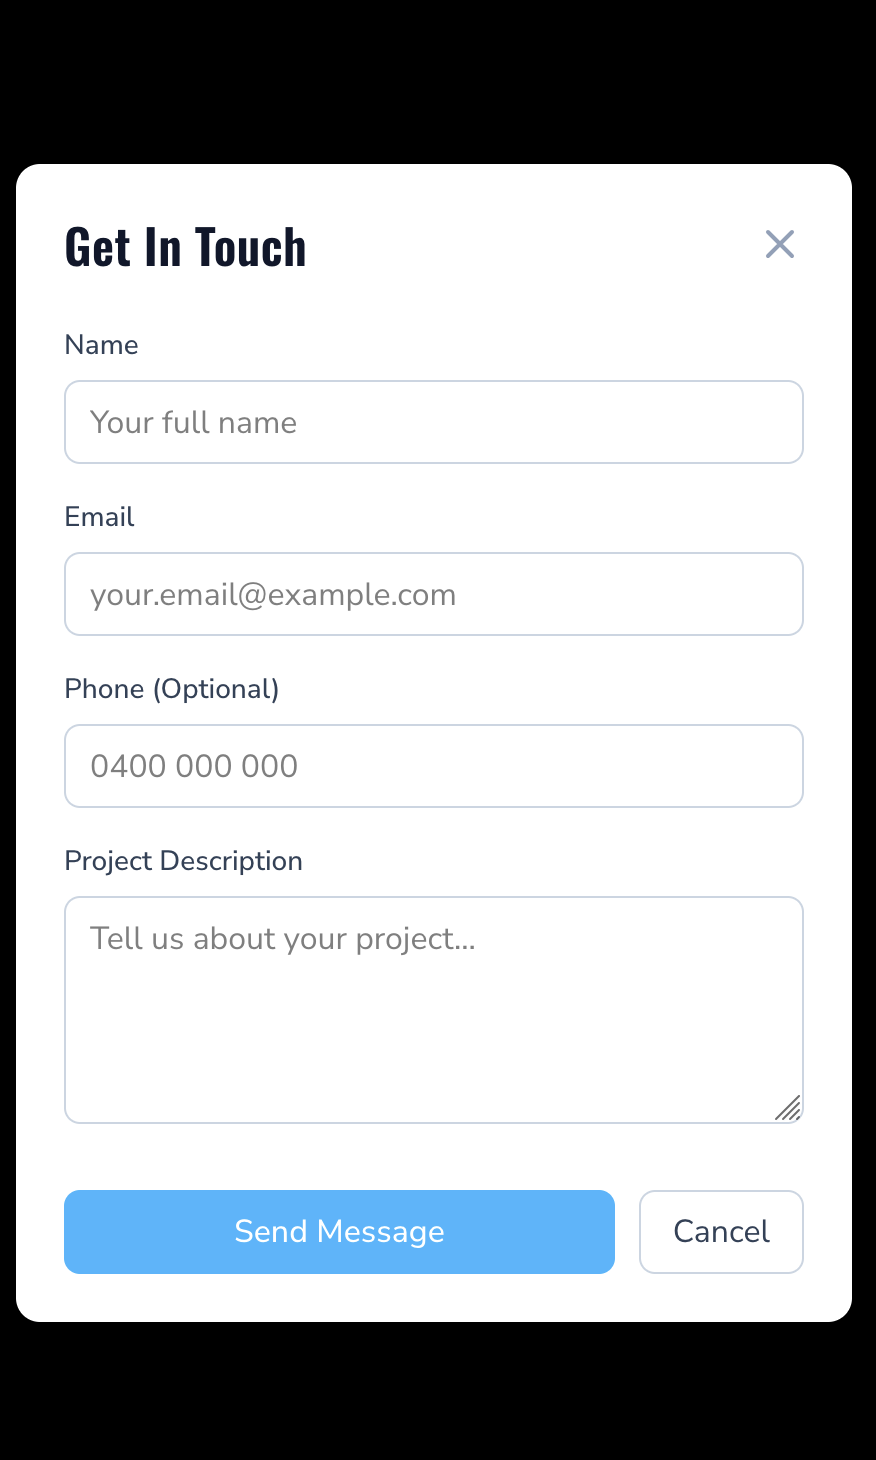 Get In Touch
Name
Your full name
Email
your.email@example.com
Phone (Optional)
0400 000 000
Project Description
Tell us about your project...
Send Message
Cancel